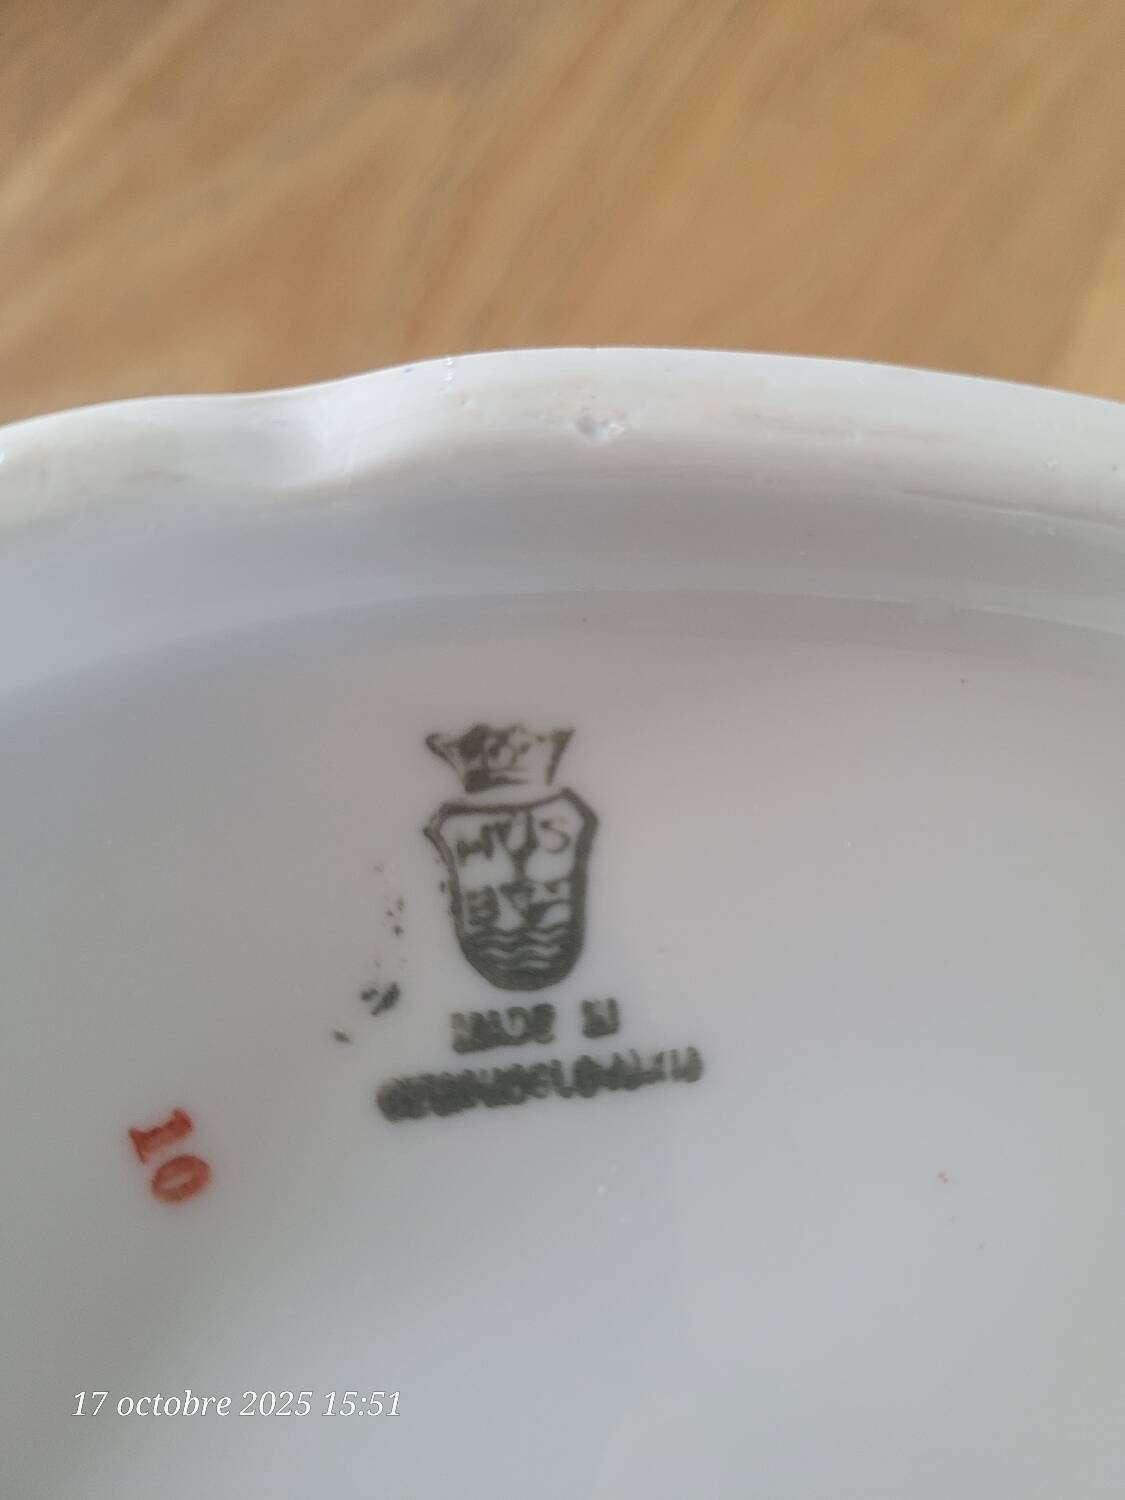 MADE IN
CZECHOSLOVAKIA
10
17 octobre 2025 15:51